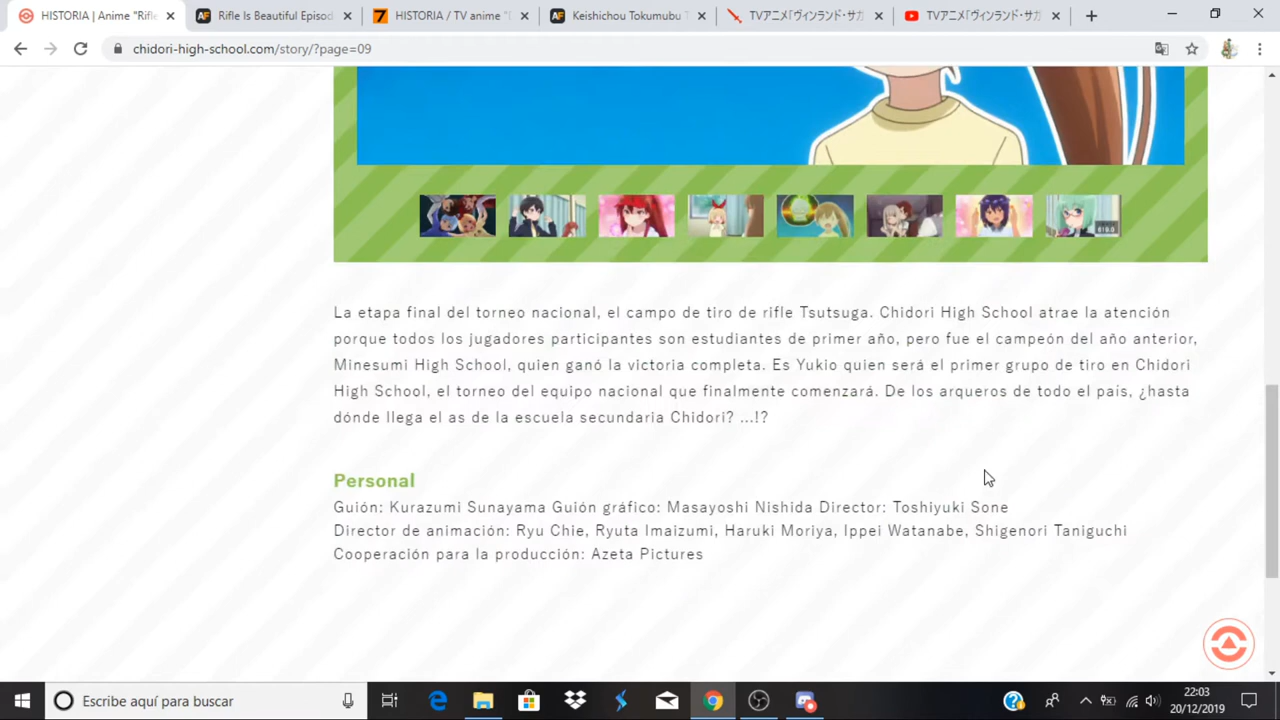 HISTORIA | Anime "Rifle
Rifle Is Beautiful Episod
HISTORIA / TV anime "D
Keishichou Tokumubu T
TVアニメ「ヴィンランド・サガ
TVアニメ「ヴィンランド・サガ
chidori-high-school.com/story/?page=09
La etapa final del torneo nacional, el campo de tiro de rifle Tsutsuga. Chidori High School atrae la atención
porque todos los jugadores participantes son estudiantes de primer año, pero fue el campeón del año anterior,
Minesumi High School, quien ganó la victoria completa. Es Yukio quien será el primer grupo de tiro en Chidori
High School, el torneo del equipo nacional que finalmente comenzará. De los arqueros de todo el país, ¿hasta
dónde llega el as de la escuela secundaria Chidori? ...!?
Personal
Guión: Kurazumi Sunayama Guión gráfico: Masayoshi Nishida Director: Toshiyuki Sone
Director de animación: Ryu Chie, Ryuta Imaizumi, Haruki Moriya, Ippei Watanabe, Shigenori Taniguchi
Cooperación para la producción: Azeta Pictures
Escribe aquí para buscar
22:03
20/12/2019